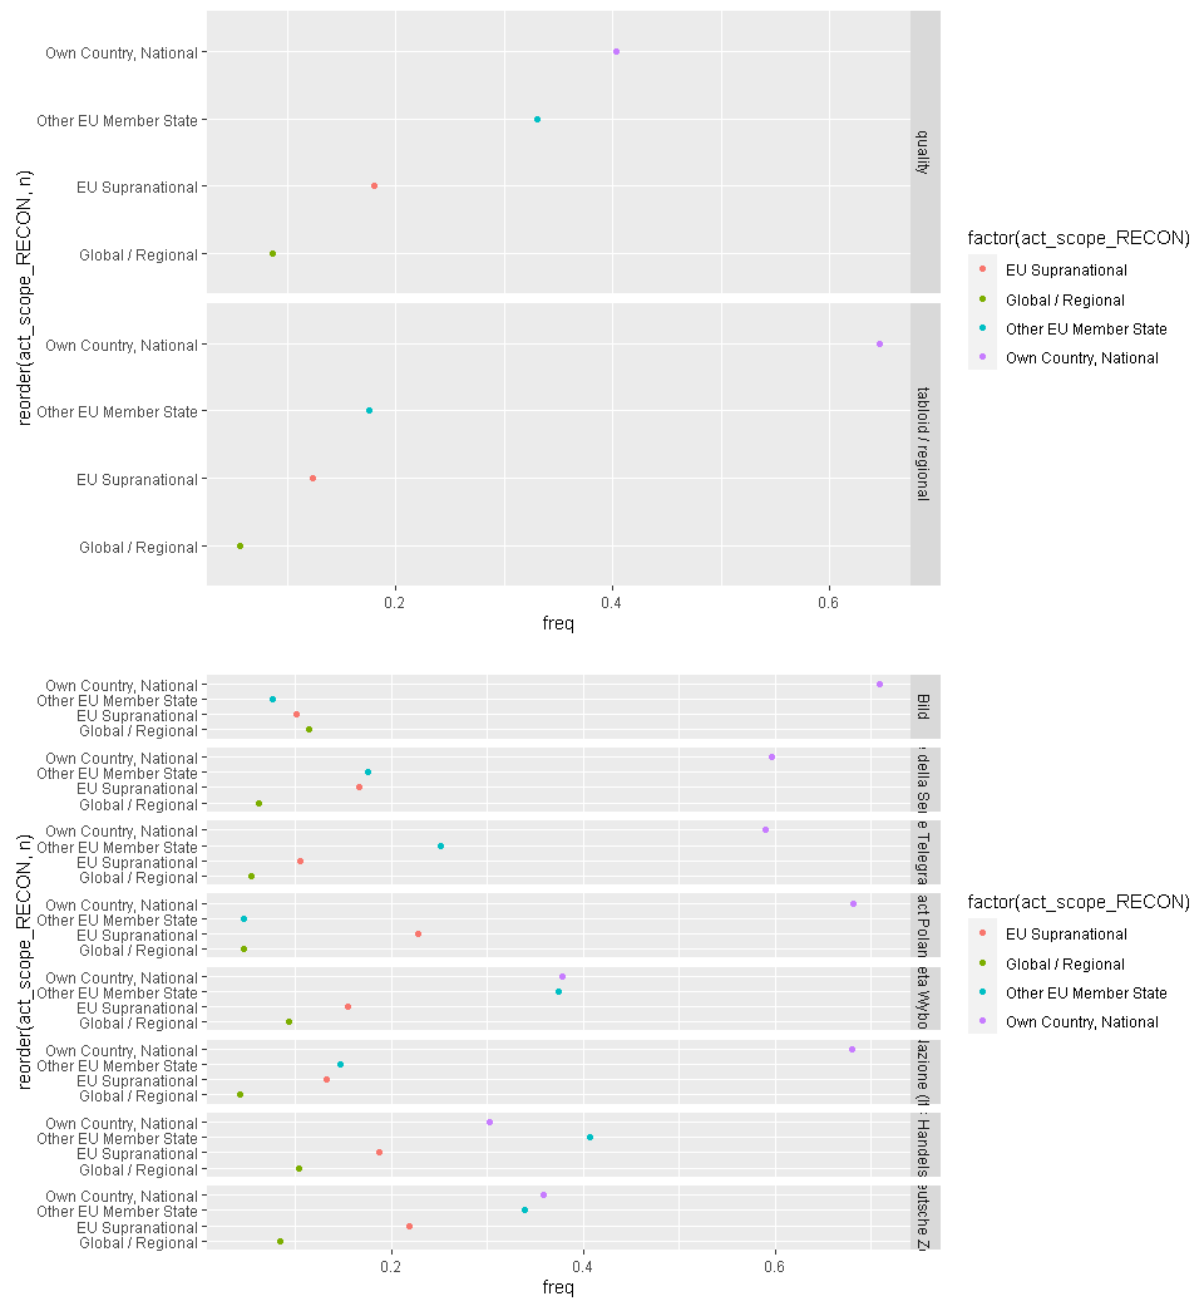 Own Country, National
Other EU Member State
EU Supranational
Global / Regional
quality
Own Country, National
Other EU Member State
EU Supranational
Global / Regional
tabloid / regional
reorder(act_scope_RECON, n)
0.2 0.4 0.6
freq
factor(act_scope_RECON)
EU Supranational
Global / Regional
Other EU Member State
Own Country, National
Own Country, National
Other EU Member State
EU Supranational
Global / Regional
Bild
Own Country, National
Other EU Member State
EU Supranational
Global / Regional
della
Own Country, National
Other EU Member State
EU Supranational
Global / Regional
e Telegra
Own Country, National
Other EU Member State
EU Supranational
Global / Regional
act Polan
Own Country, National
Other EU Member State
EU Supranational
Global / Regional
eta Wybo
Own Country, National
Other EU Member State
EU Supranational
Global / Regional
lazione (It
Own Country, National
Other EU Member State
EU Supranational
Global / Regional
Handels
Own Country, National
Other EU Member State
EU Supranational
Global / Regional
eutsche Z
reorder(act_scope_RECON, n)
0.2 0.4 0.6
freq
factor(act_scope_RECON)
EU Supranational
Global / Regional
Other EU Member State
Own Country, National